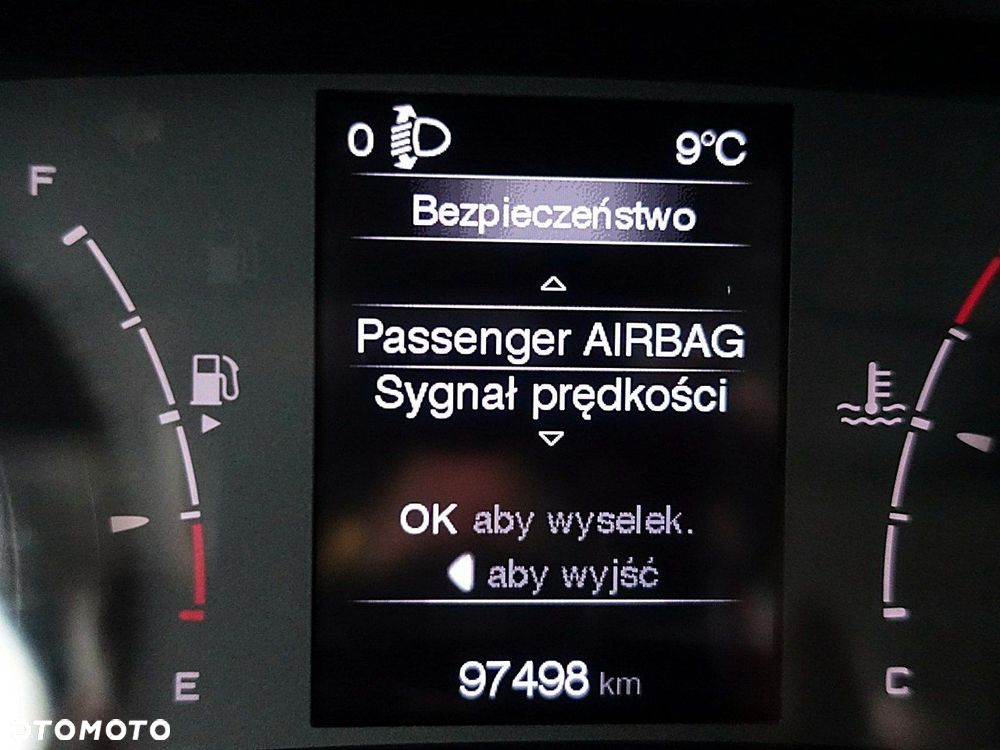 F
0
9°C
Bezpieczeństwo
Passenger AIRBAG
Sygnał prędkości
OK aby wyselek.
aby wyjść
97498 km
E
C
OTOMOTO